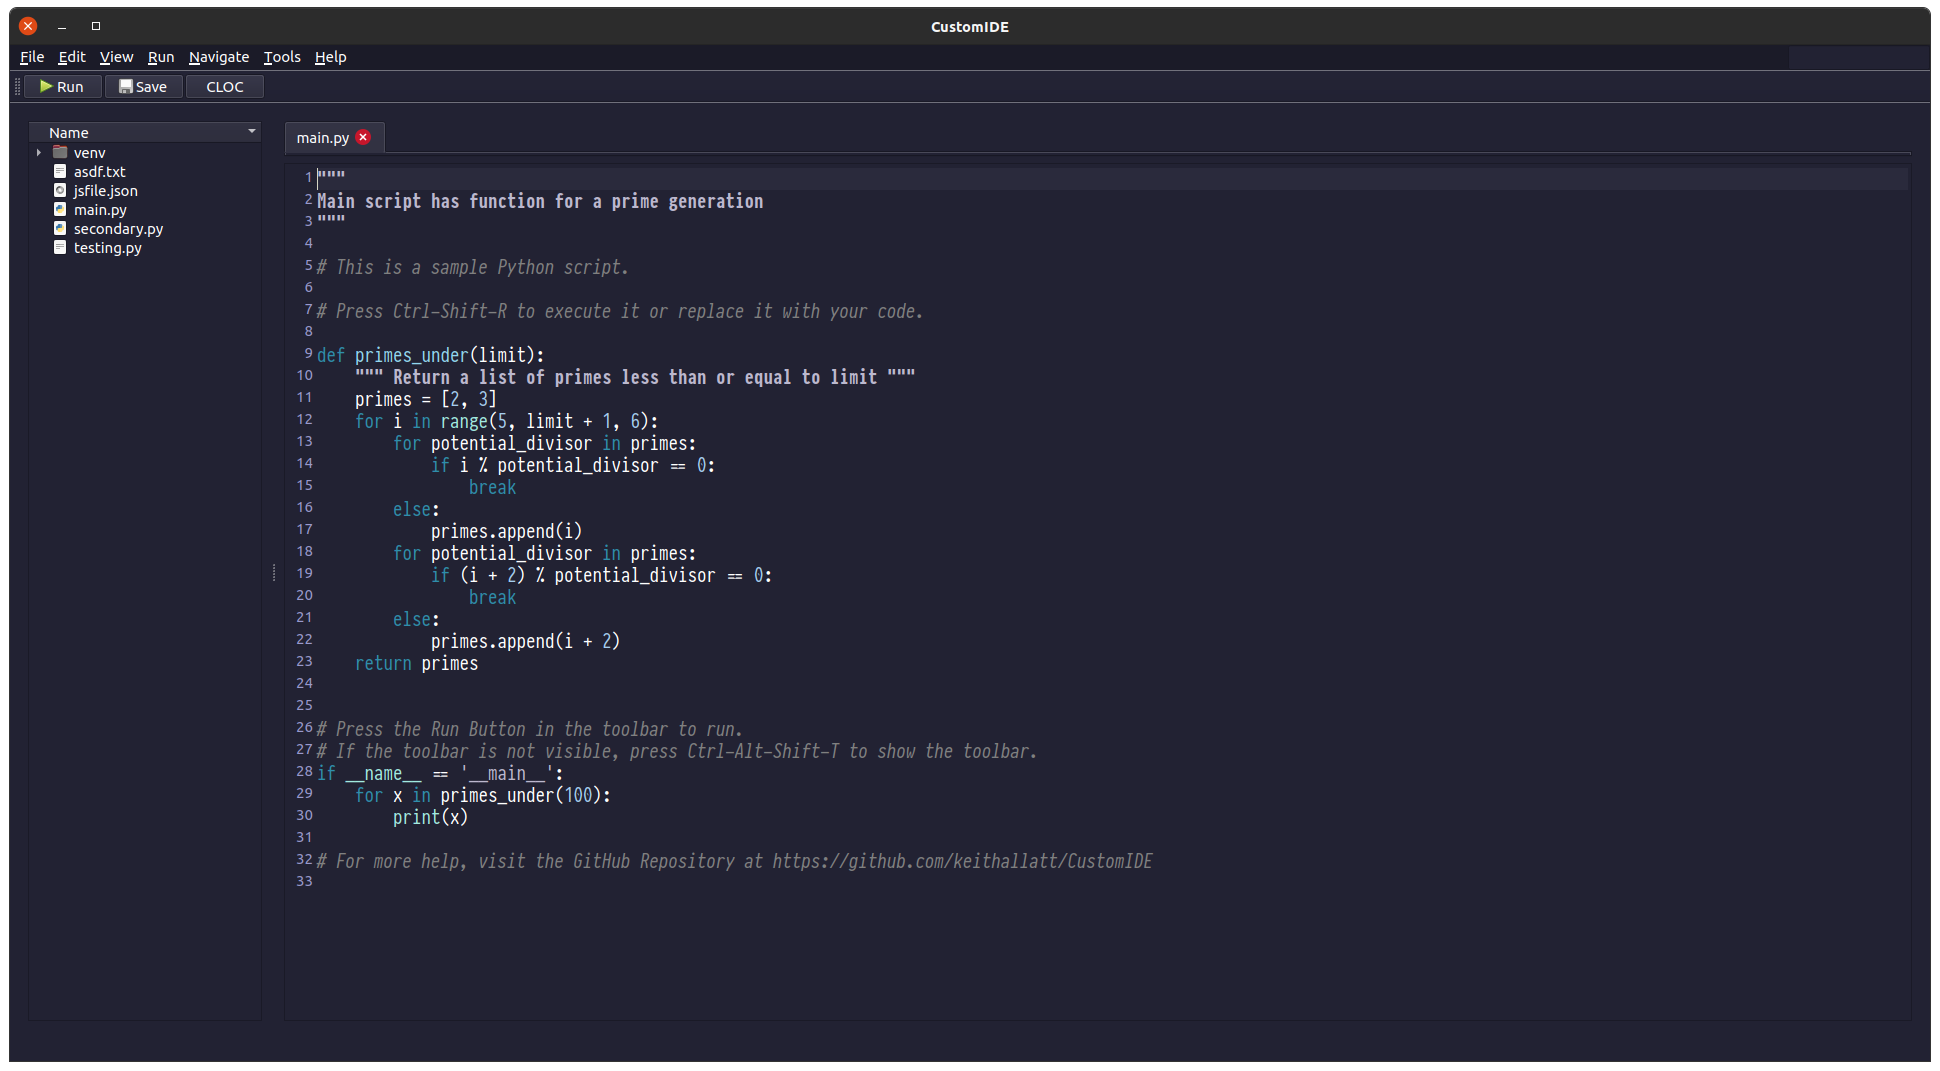 CustomIDE
File Edit View Run Navigate Tools Help
Run Save CLOC
Name
venv
asdf.txt
jsfile.json
main.py
secondary.py
testing.py
main.py
1 """
2 Main script has function for a prime generation
3 """
4
5 # This is a sample Python script.
6
7 # Press Ctrl-Shift-R to execute it or replace it with your code.
8
9 def primes_under(limit):
10     """ Return a list of primes less than or equal to limit """
11     primes = [2, 3]
12     for i in range(5, limit + 1, 6):
13         for potential_divisor in primes:
14             if i % potential_divisor == 0:
15                 break
16         else:
17             primes.append(i)
18         for potential_divisor in primes:
19             if (i + 2) % potential_divisor == 0:
20                 break
21         else:
22             primes.append(i + 2)
23     return primes
24
25
26 # Press the Run Button in the toolbar to run.
27 # If the toolbar is not visible, press Ctrl-Alt-Shift-T to show the toolbar.
28 if __name__ == '__main__':
29     for x in primes_under(100):
30         print(x)
31
32 # For more help, visit the GitHub Repository at https://github.com/keithallatt/CustomIDE
33